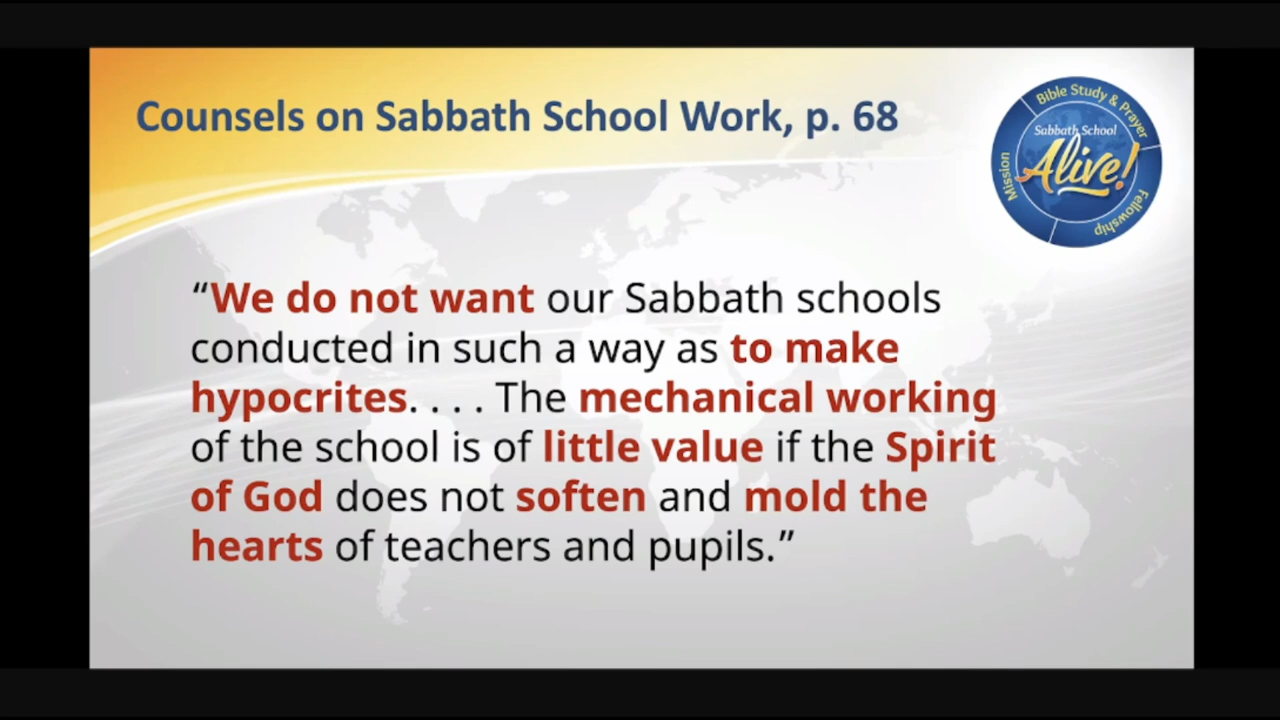 Counsels on Sabbath School Work, p. 68
Bible Study & Prayer
Sabbath School
Alive!
Mission
Fellowship
“We do not want our Sabbath schools
conducted in such a way as to make
hypocrites. . . . The mechanical working
of the school is of little value if the Spirit
of God does not soften and mold the
hearts of teachers and pupils.”